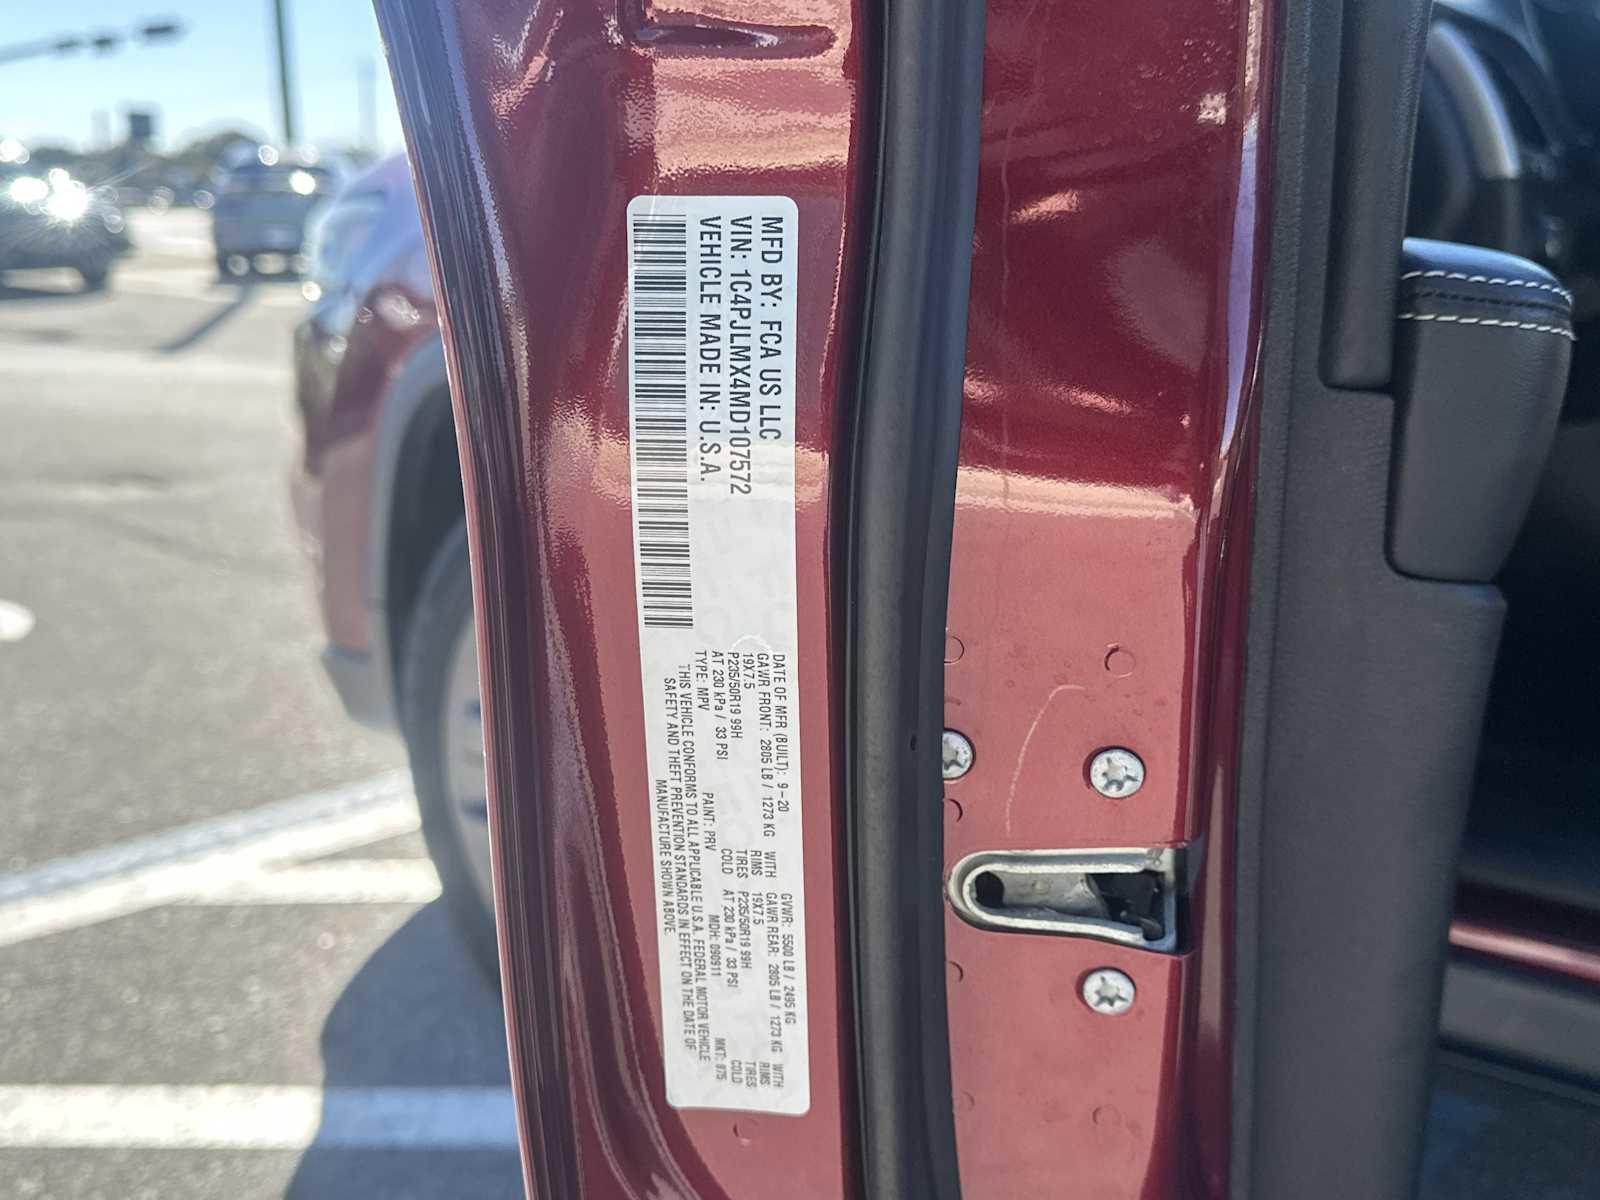 MFD BY: FCA US LLC
VIN: 1C4PJLMX4MD107572
VEHICLE MADE IN: U.S.A.
DATE OF MFR (BUILT): 9-20 GVWR: 5500 LB / 2495 KG
GAWR FRONT: 2805 LB / 1273 KG WITH GAWR REAR: 2805 LB / 1273 KG WITH
19X7.5 RIMS 19X7.5 RIMS
P235/50R19 99H TIRES P235/50R19 99H TIRES
AT 230 kPa / 33 PSI COLD AT 230 kPa / 33 PSI COLD
TYPE: MPV PAINT: PRV MDH: 090911 MKT: 875
THIS VEHICLE CONFORMS TO ALL APPLICABLE U.S.A. FEDERAL MOTOR VEHICLE
SAFETY AND THEFT PREVENTION STANDARDS IN EFFECT ON THE DATE OF
MANUFACTURE SHOWN ABOVE.